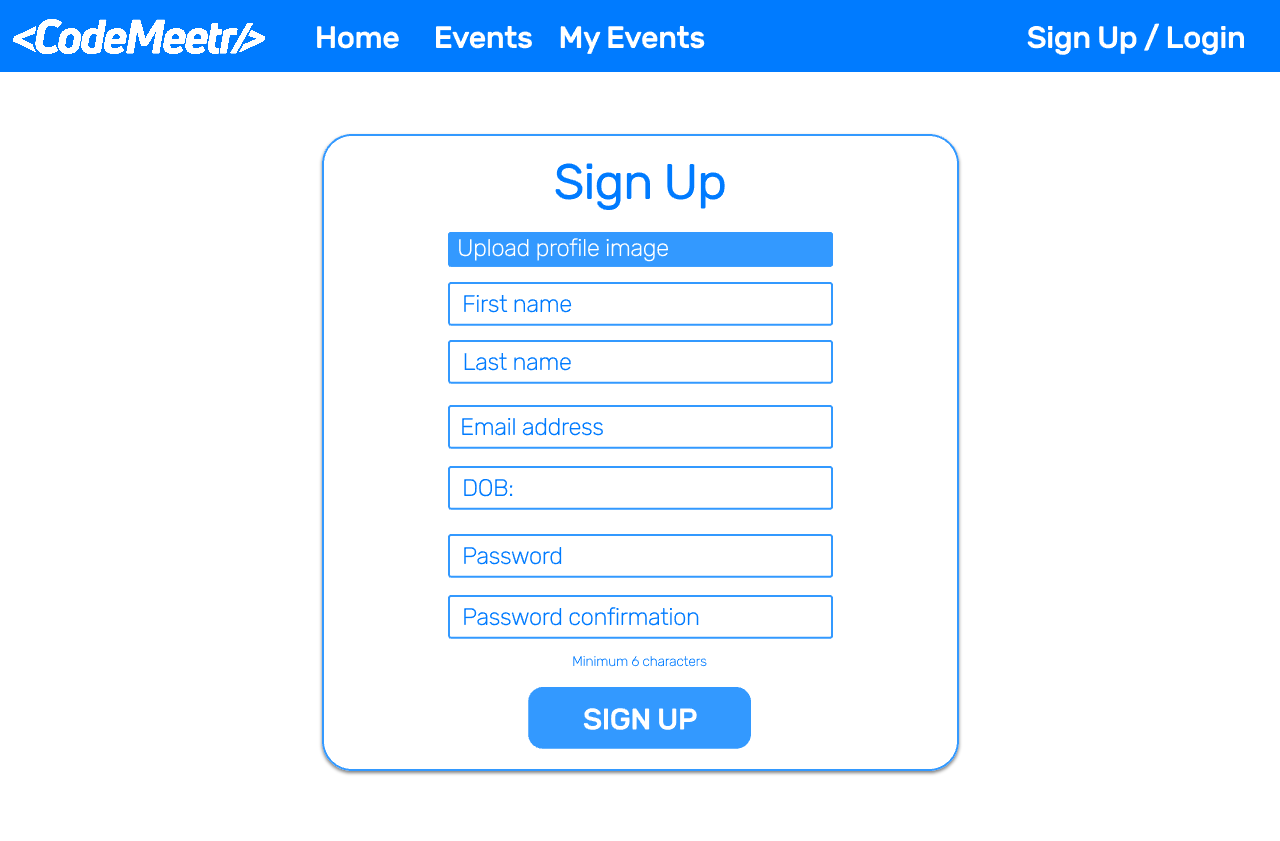 <CodeMeetr/> Home Events My Events Sign Up / Login
Sign Up
Upload profile image
First name
Last name
Email address
DOB:
Password
Password confirmation
Minimum 6 characters
SIGN UP